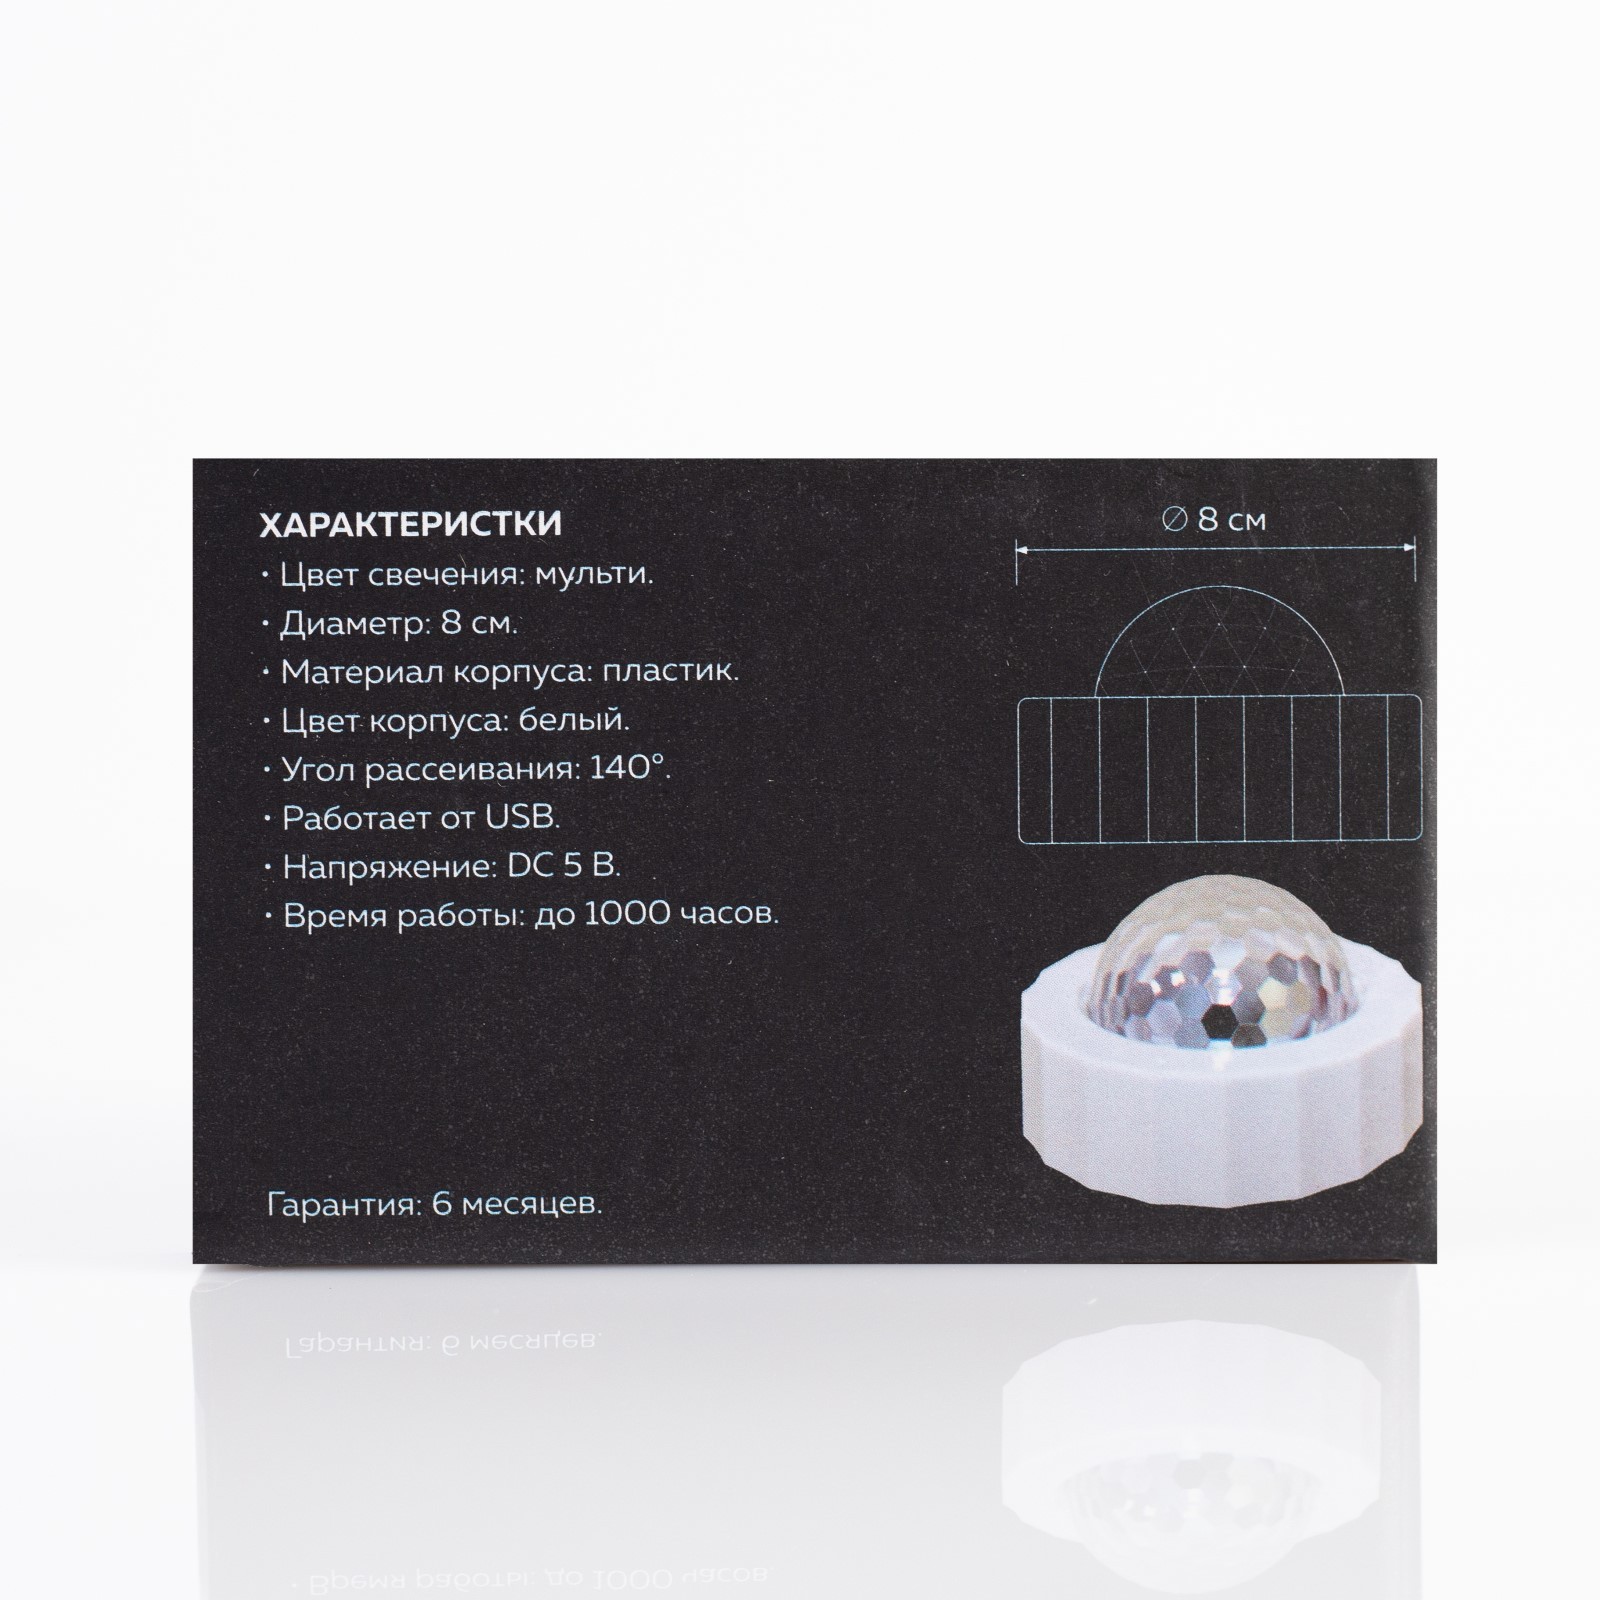 ХАРАКТЕРИСТКИ
• Цвет свечения: мульти.
• Диаметр: 8 см.
• Материал корпуса: пластик.
• Цвет корпуса: белый.
• Угол рассеивания: 140°.
• Работает от USB.
• Напряжение: DC 5 В.
• Время работы: до 1000 часов.
Гарантия: 6 месяцев.
∅ 8 см